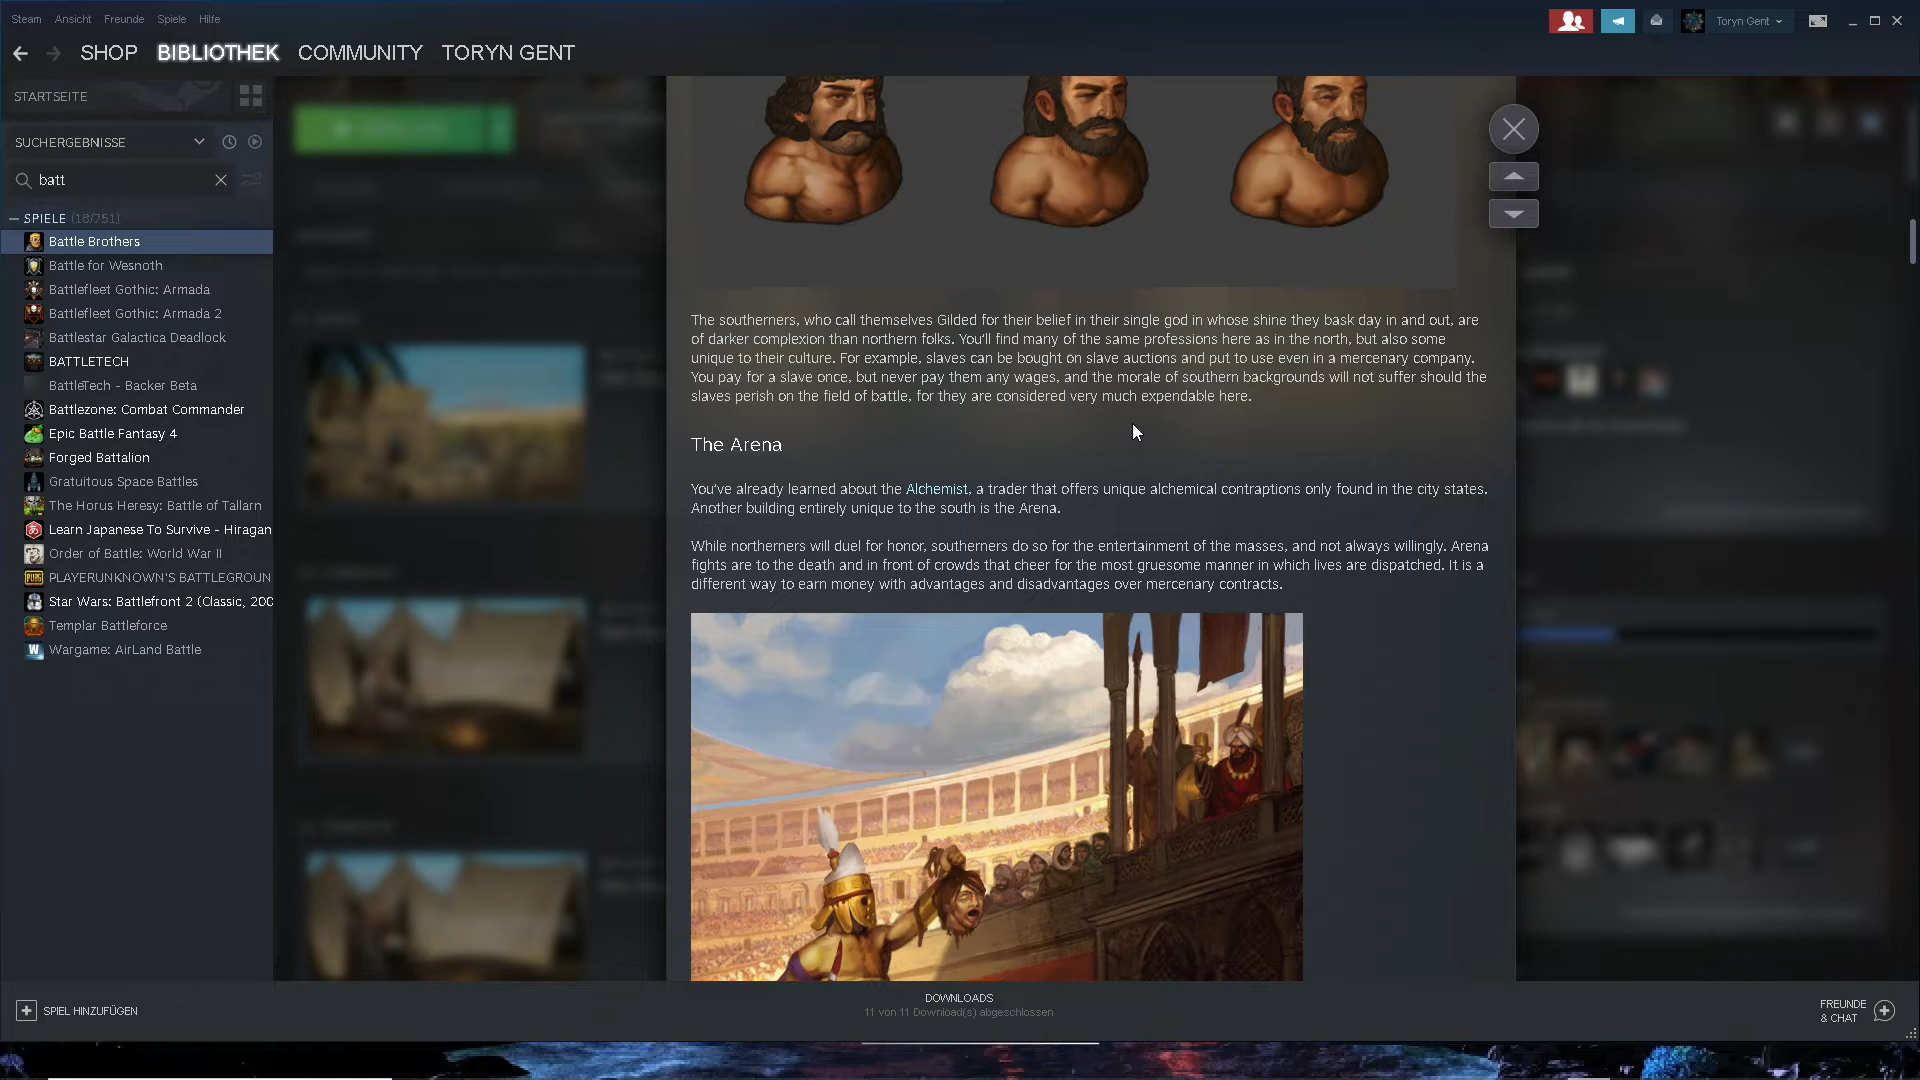 Steam Ansicht Freunde Spiele Hilfe
Toryn Gent
SHOP BIBLIOTHEK COMMUNITY TORYN GENT
STARTSEITE
SUCHERGEBNISSE
batt
SPIELE (18/751)
Battle Brothers
Battle for Wesnoth
Battlefleet Gothic: Armada
Battlefleet Gothic: Armada 2
Battlestar Galactica Deadlock
BATTLETECH
BattleTech - Backer Beta
Battlezone: Combat Commander
Epic Battle Fantasy 4
Forged Battalion
Gratuitous Space Battles
The Horus Heresy: Battle of Tallarn
Learn Japanese To Survive - Hiragan
Order of Battle: World War II
PLAYERUNKNOWN'S BATTLEGROUN
Star Wars: Battlefront 2 (Classic, 200
Templar Battleforce
Wargame: AirLand Battle
The southerners, who call themselves Gilded for their belief in their single god in whose shine they bask day in and out, are
of darker complexion than northern folks. You'll find many of the same professions here as in the north, but also some
unique to their culture. For example, slaves can be bought on slave auctions and put to use even in a mercenary company.
You pay for a slave once, but never pay them any wages, and the morale of southern backgrounds will not suffer should the
slaves perish on the field of battle, for they are considered very much expendable here.
The Arena
You've already learned about the Alchemist, a trader that offers unique alchemical contraptions only found in the city states.
Another building entirely unique to the south is the Arena.
While northerners will duel for honor, southerners do so for the entertainment of the masses, and not always willingly. Arena
fights are to the death and in front of crowds that cheer for the most gruesome manner in which lives are dispatched. It is a
different way to earn money with advantages and disadvantages over mercenary contracts.
SPIEL HINZUFÜGEN
DOWNLOADS
11 von 11 Download(s) abgeschlossen
FREUNDE
& CHAT